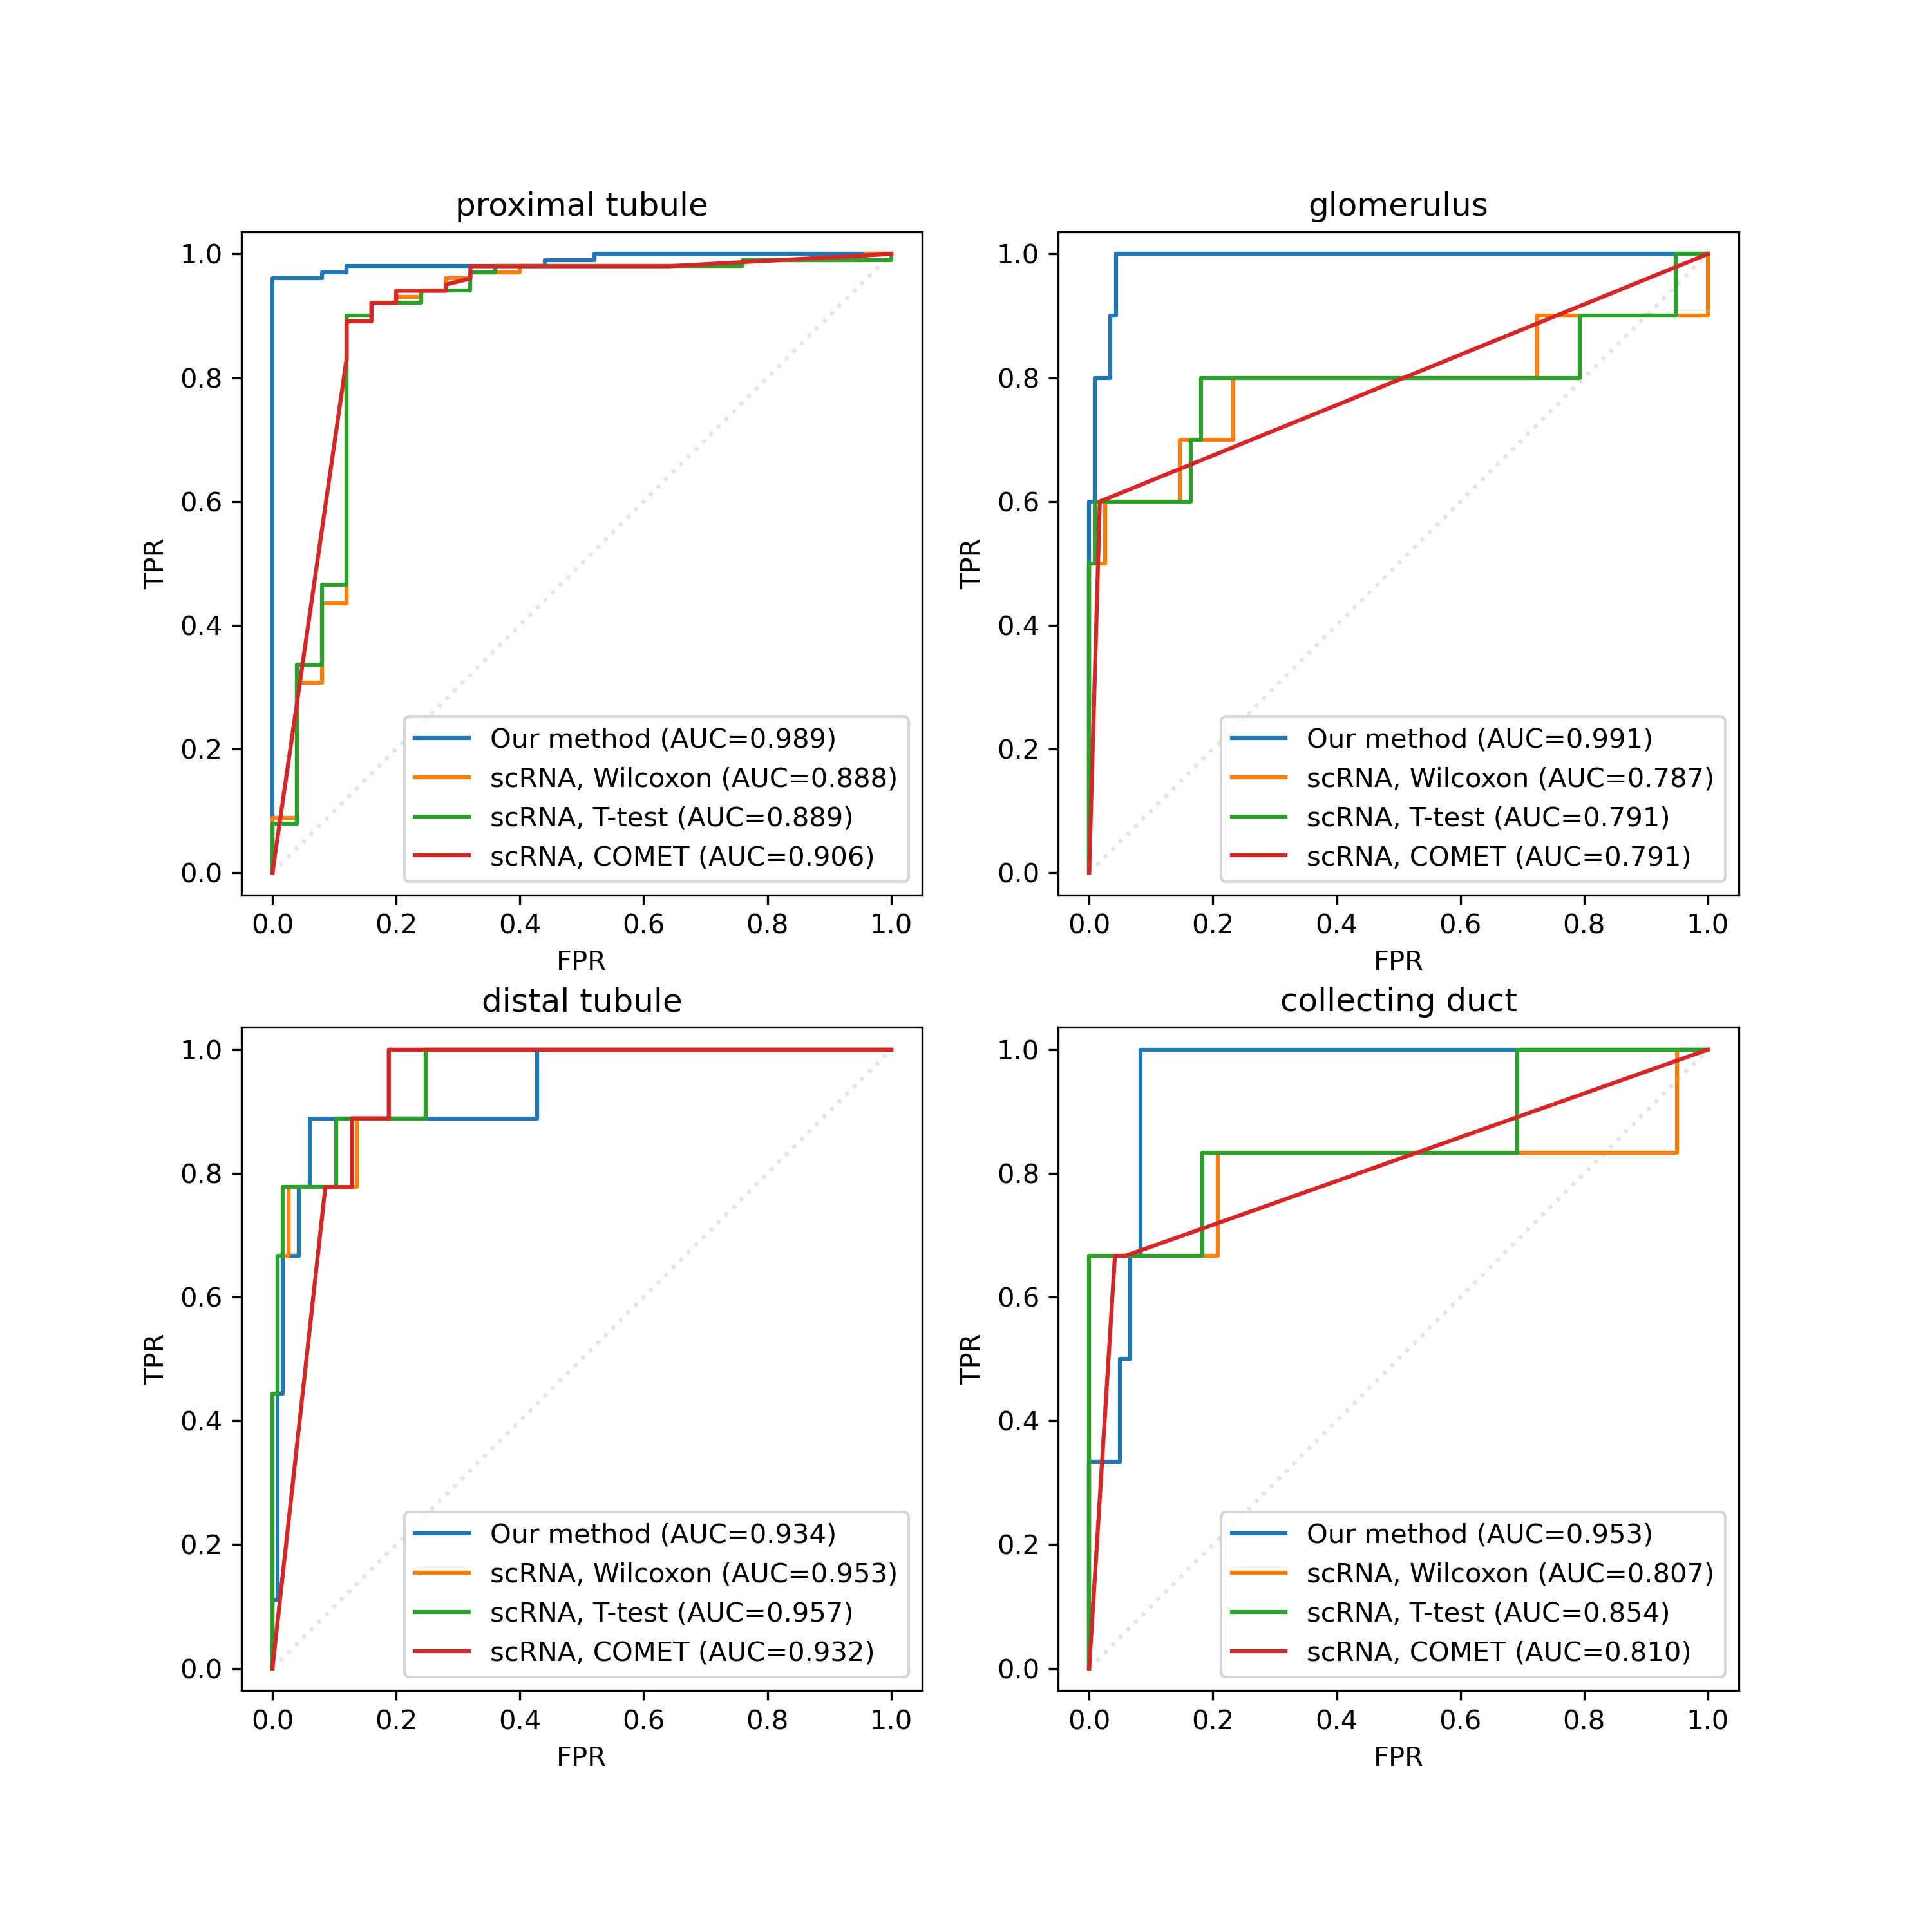 proximal tubule
1.0
0.8
0.6
0.4
0.2
0.0
TPR
Our method (AUC=0.989)
scRNA, Wilcoxon (AUC=0.888)
scRNA, T-test (AUC=0.889)
scRNA, COMET (AUC=0.906)
0.0 0.2 0.4 0.6 0.8 1.0
FPR
glomerulus
1.0
0.8
0.6
0.4
0.2
0.0
TPR
Our method (AUC=0.991)
scRNA, Wilcoxon (AUC=0.787)
scRNA, T-test (AUC=0.791)
scRNA, COMET (AUC=0.791)
0.0 0.2 0.4 0.6 0.8 1.0
FPR
distal tubule
1.0
0.8
0.6
0.4
0.2
0.0
TPR
Our method (AUC=0.934)
scRNA, Wilcoxon (AUC=0.953)
scRNA, T-test (AUC=0.957)
scRNA, COMET (AUC=0.932)
0.0 0.2 0.4 0.6 0.8 1.0
FPR
collecting duct
1.0
0.8
0.6
0.4
0.2
0.0
TPR
Our method (AUC=0.953)
scRNA, Wilcoxon (AUC=0.807)
scRNA, T-test (AUC=0.854)
scRNA, COMET (AUC=0.810)
0.0 0.2 0.4 0.6 0.8 1.0
FPR